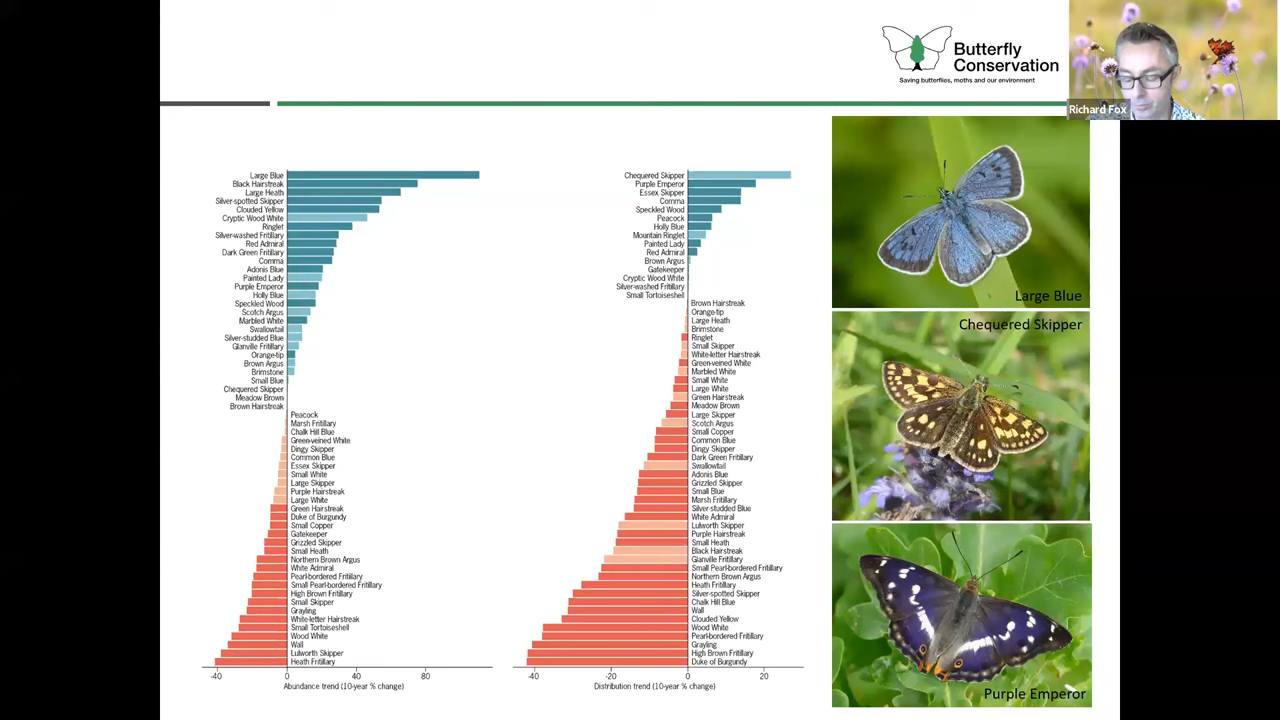 Butterfly
Conservation
Saving butterflies, moths and our environment
Richard Fox
Large Blue
Black Hairstreak
Large Heath
Silver-spotted Skipper
Clouded Yellow
Cryptic Wood White
Ringlet
Silver-washed Fritillary
Red Admiral
Dark Green Fritillary
Comma
Adonis Blue
Painted Lady
Purple Emperor
Holly Blue
Speckled Wood
Scotch Argus
Marbled White
Swallowtail
Silver-studded Blue
Glanville Fritillary
Orange-tip
Brown Argus
Brimstone
Small Blue
Chequered Skipper
Meadow Brown
Brown Hairstreak
Peacock
Marsh Fritillary
Chalk Hill Blue
Green-veined White
Dingy Skipper
Common Blue
Essex Skipper
Small White
Large Skipper
Purple Hairstreak
Large White
Green Hairstreak
Duke of Burgundy
Small Copper
Gatekeeper
Grizzled Skipper
Small Heath
Northern Brown Argus
White Admiral
Pearl-bordered Fritillary
Small Pearl-bordered Fritillary
High Brown Fritillary
Small Skipper
Grayling
White-letter Hairstreak
Small Tortoiseshell
Wood White
Wall
Lulworth Skipper
Heath Fritillary
-40 0 40 80
Abundance trend (10-year % change)
Chequered Skipper
Purple Emperor
Essex Skipper
Comma
Speckled Wood
Peacock
Holly Blue
Mountain Ringlet
Painted Lady
Red Admiral
Brown Argus
Gatekeeper
Cryptic Wood White
Silver-washed Fritillary
Small Tortoiseshell
Brown Hairstreak
Orange-tip
Large Heath
Brimstone
Ringlet
Small Skipper
White-letter Hairstreak
Green-veined White
Marbled White
Small White
Large White
Green Hairstreak
Meadow Brown
Large Skipper
Scotch Argus
Small Copper
Common Blue
Dingy Skipper
Dark Green Fritillary
Swallowtail
Adonis Blue
Grizzled Skipper
Small Blue
Marsh Fritillary
Silver-studded Blue
White Admiral
Lulworth Skipper
Purple Hairstreak
Small Heath
Black Hairstreak
Glanville Fritillary
Small Pearl-bordered Fritillary
Northern Brown Argus
Heath Fritillary
Silver-spotted Skipper
Chalk Hill Blue
Wall
Clouded Yellow
Wood White
Pearl-bordered Fritillary
Grayling
High Brown Fritillary
Duke of Burgundy
-40 -20 0 20
Distribution trend (10-year % change)
Large Blue
Chequered Skipper
Purple Emperor